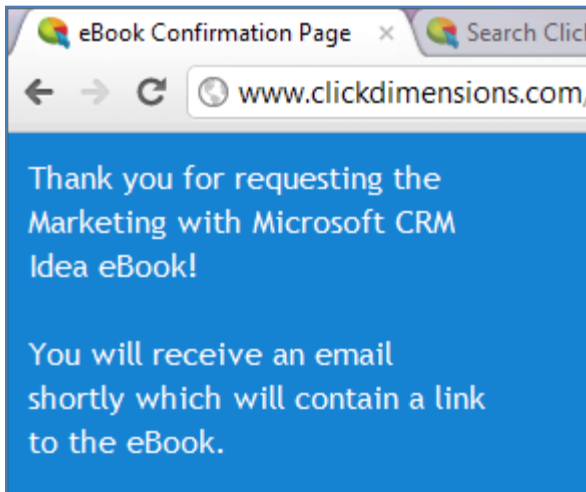 eBook Confirmation Page
Search Clic
www.clickdimensions.com/
Thank you for requesting the
Marketing with Microsoft CRM
Idea eBook!
You will receive an email
shortly which will contain a link
to the eBook.